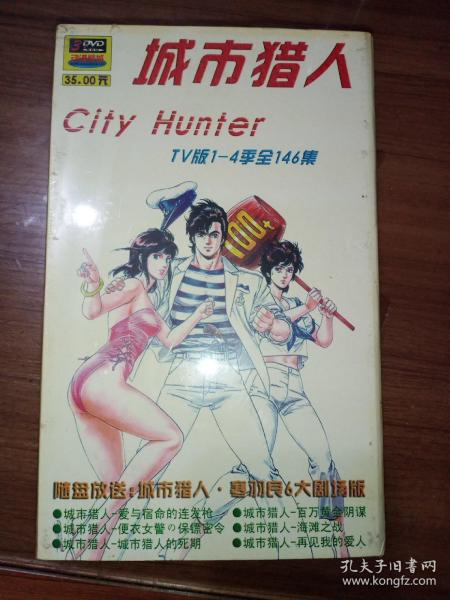 3 DVD
35.00元
城市猎人
City Hunter
TV版1-4季全146集
100+
随盘放送:城市猎人·寒羽良6大剧场版
●城市猎人-爱与宿命的连发枪
●城市猎人-百万黄金阴谋
●城市猎人-便衣女警の保镖密令
●城市猎人-海滩之战
●城市猎人-城市猎人的死期
●城市猎人-再见我的爱人
孔夫子旧书网
www.kongfz.com